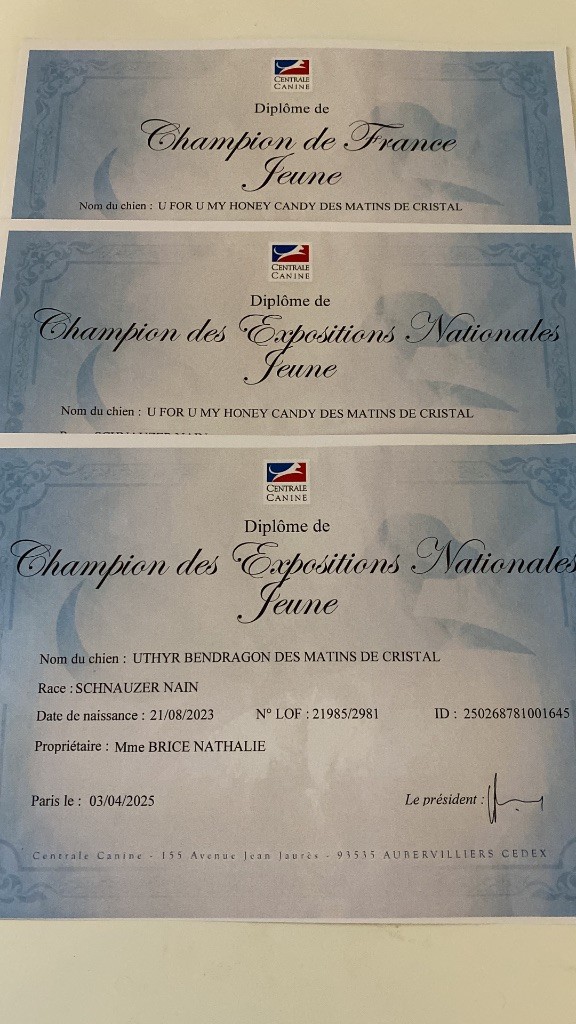 CENTRALE
CANINE
Diplôme de
Champion de France
Jeune
Nom du chien : U FOR U MY HONEY CANDY DES MATINS DE CRISTAL
CENTRALE
CANINE
Diplôme de
Champion des Expositions Nationales
Jeune
Nom du chien : U FOR U MY HONEY CANDY DES MATINS DE CRISTAL
CENTRALE
CANINE
Diplôme de
Champion des Expositions Nationales
Jeune
Nom du chien : UTHYR BENDRAGON DES MATINS DE CRISTAL
Race : SCHNAUZER NAIN
Date de naissance : 21/08/2023 N° LOF : 21985/2981 ID : 250268781001645
Propriétaire : Mme BRICE NATHALIE
Paris le : 03/04/2025 Le président :
Centrale Canine - 155 Avenue Jean Jaurès - 93535 AUBERVILLIERS CEDEX